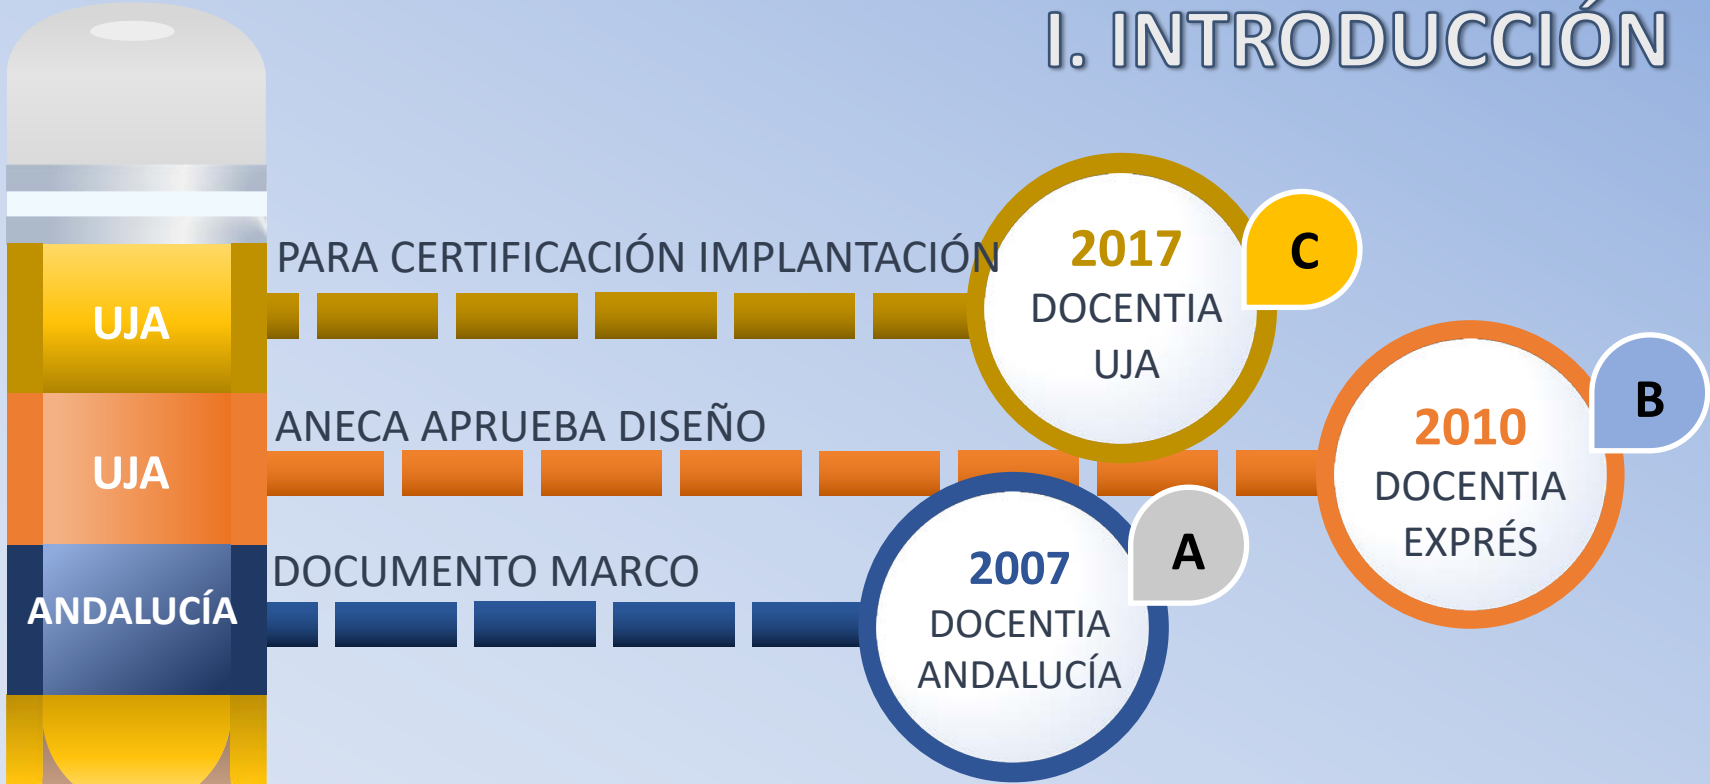 I. INTRODUCCIÓN
PARA CERTIFICACIÓN IMPLANTACIÓN
UJA
2017
DOCENTIA
UJA
C
ANECA APRUEBA DISEÑO
UJA
2010
DOCENTIA
EXPRÉS
B
DOCUMENTO MARCO
ANDALUCÍA
2007
DOCENTIA
ANDALUCÍA
A